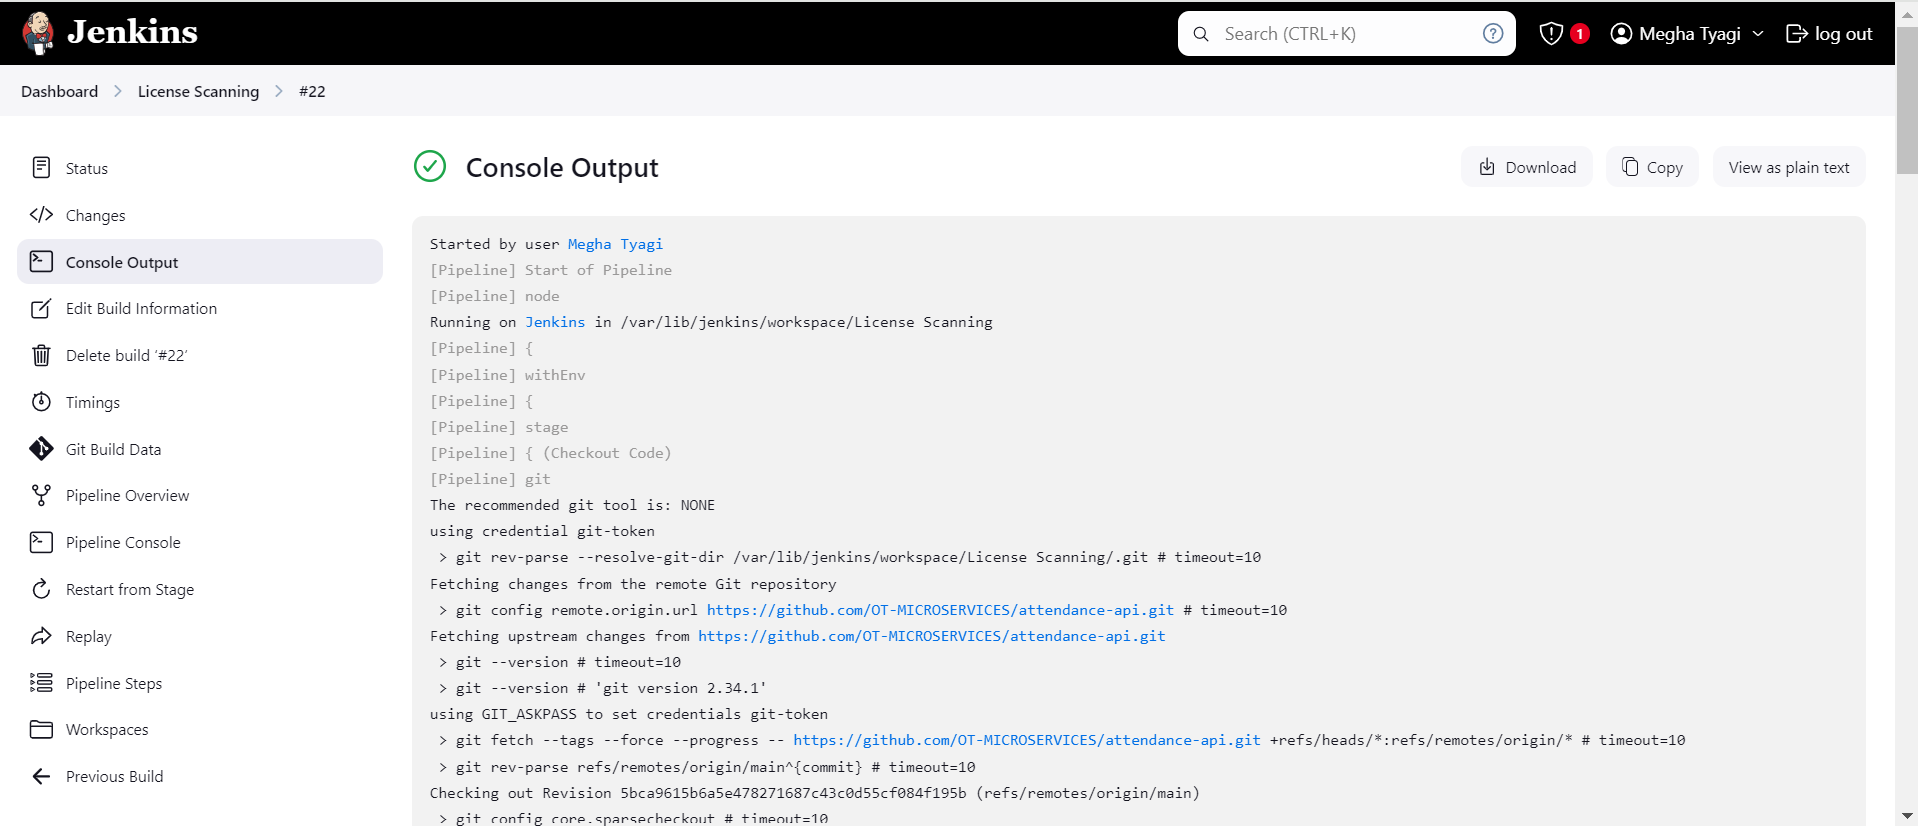 Jenkins
Search (CTRL+K)
?
1
Megha Tyagi
log out
Dashboard > License Scanning > #22
Status
Changes
Console Output
Edit Build Information
Delete build ‘#22’
Timings
Git Build Data
Pipeline Overview
Pipeline Console
Restart from Stage
Replay
Pipeline Steps
Workspaces
Previous Build
Console Output
Download
Copy
View as plain text
Started by user Megha Tyagi
[Pipeline] Start of Pipeline
[Pipeline] node
Running on Jenkins in /var/lib/jenkins/workspace/License Scanning
[Pipeline] {
[Pipeline] withEnv
[Pipeline] {
[Pipeline] stage
[Pipeline] { (Checkout Code)
[Pipeline] git
The recommended git tool is: NONE
using credential git-token
> git rev-parse --resolve-git-dir /var/lib/jenkins/workspace/License Scanning/.git # timeout=10
Fetching changes from the remote Git repository
> git config remote.origin.url https://github.com/OT-MICROSERVICES/attendance-api.git # timeout=10
Fetching upstream changes from https://github.com/OT-MICROSERVICES/attendance-api.git
> git --version # timeout=10
> git --version # 'git version 2.34.1'
using GIT_ASKPASS to set credentials git-token
> git fetch --tags --force --progress -- https://github.com/OT-MICROSERVICES/attendance-api.git +refs/heads/*:refs/remotes/origin/* # timeout=10
> git rev-parse refs/remotes/origin/main^{commit} # timeout=10
Checking out Revision 5bca9615b6a5e478271687c43c0d55cf084f195b (refs/remotes/origin/main)
> git config core.sparsecheckout # timeout=10